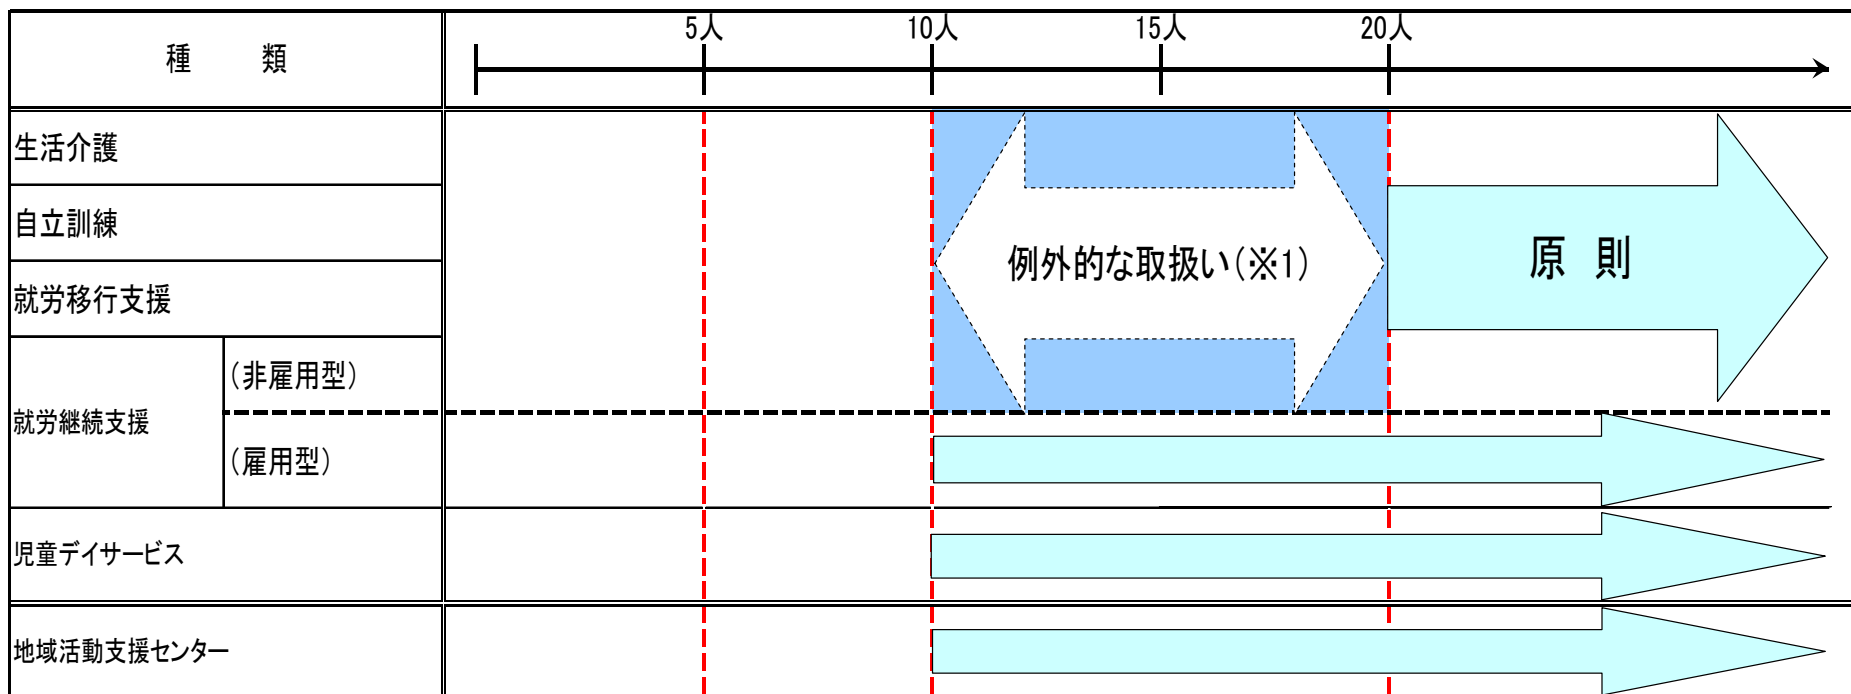 種　　類
5人
10人
15人
20人
生活介護
自立訓練
就労移行支援
就労継続支援
(非雇用型)
(雇用型)
児童デイサービス
地域活動支援センター
例外的な取扱い(※1)
原　則